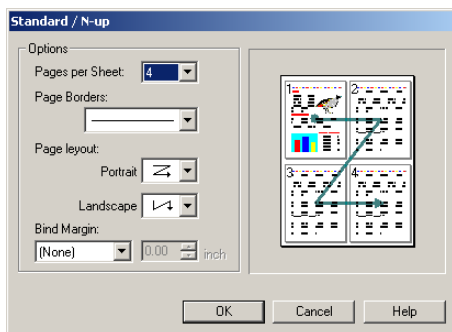 Standard / N-up
Options
Pages per Sheet: 4
Page Borders:
Page leyout:
Portrait
Landscape
Bind Margin:
(None) 0.00 inch
1 2
3 4
OK Cancel Help